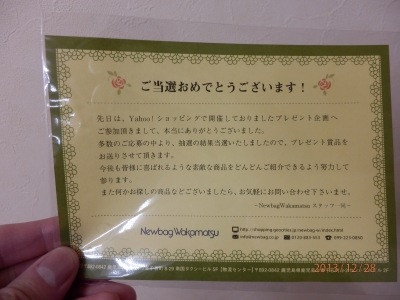 ご当選おめでとうございます！
先日は、Yahoo!ショッピングで開催しておりましたプレゼント企画へ
ご参加頂きまして、本当にありがとうございました。
多数のご応募の中より、抽選の結果当選いたしましたので、プレゼント賞品を
お送りさせて頂きます。
今後も皆様に喜ばれるような素敵な商品をどんどんご紹介できるよう努力して
参ります。
また何かお探しの商品などございましたら、お気軽にお問い合わせ下さいませ。
～NewbagWakamatsu スタッフ一同～
NewbagWakamatsu
2013/12/28